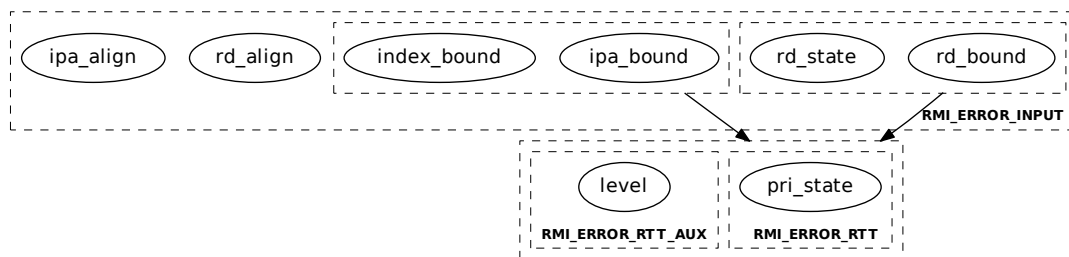 ipa_align rd_align index_bound ipa_bound rd_state rd_bound
RMI_ERROR_INPUT
level pri_state
RMI_ERROR_RTT_AUX RMI_ERROR_RTT